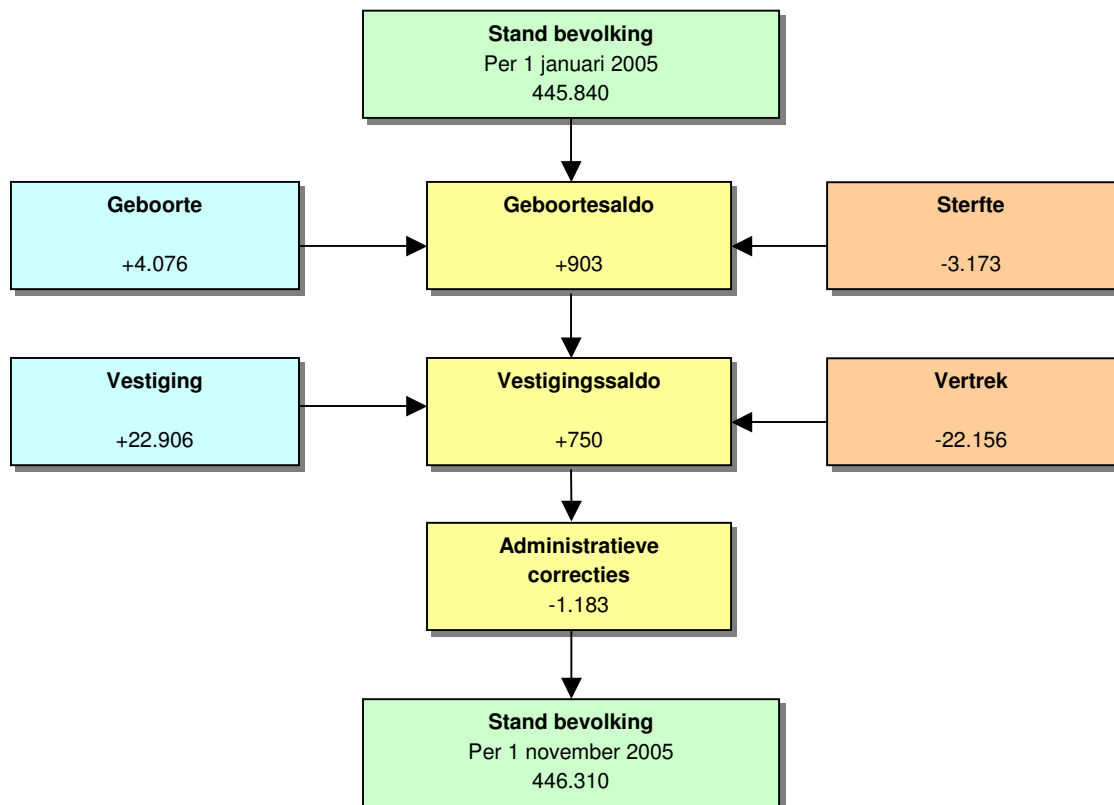 Stand bevolking
Per 1 januari 2005
445.840
Geboorte
+4.076
Geboortesaldo
+903
Sterfte
-3.173
Vestiging
+22.906
Vestigingssaldo
+750
Vertrek
-22.156
Administratieve
correcties
-1.183
Stand bevolking
Per 1 november 2005
446.310